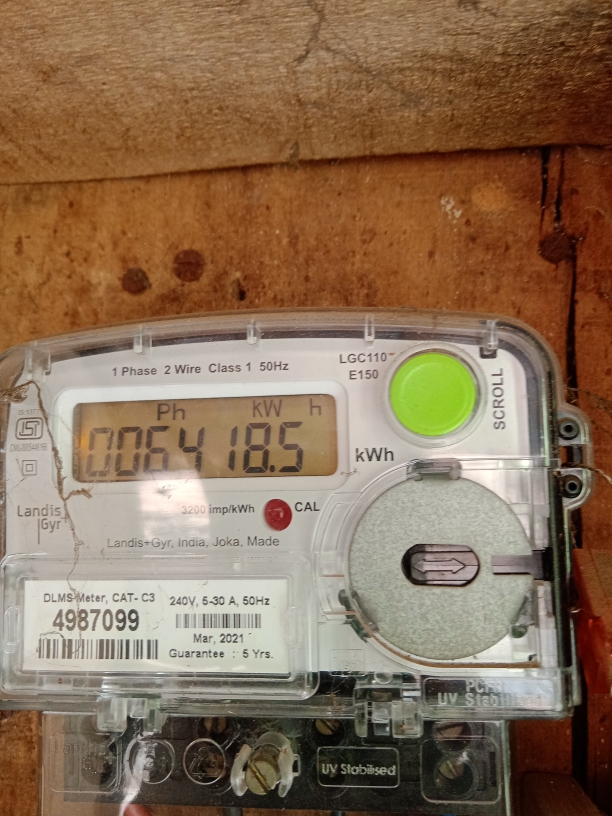 1 Phase 2 Wire Class 1 50Hz
LGC110
E150
SCROLL
Ph kW h
006418.5
kWh
3200 imp/kWh
CAL
Landis
Gyr
Landis+Gyr, India, Joka, Made
DLMS Meter, CAT- C3
4987099
240V, 5-30 A, 50Hz
Mar, 2021
Guarantee : 5 Yrs.
UV Stabilised